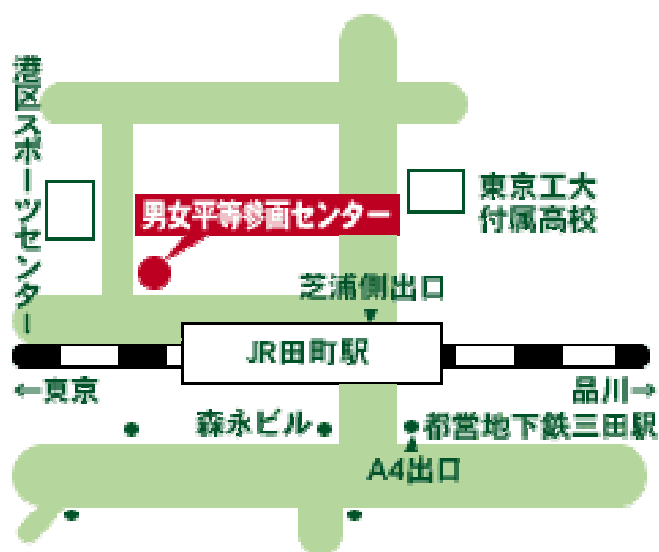 港区スポーツセンター
東京工大
付属高校
男女平等参画センター
芝浦側出口
JR田町駅
←東京
品川→
森永ビル
都営地下鉄三田駅
A4出口